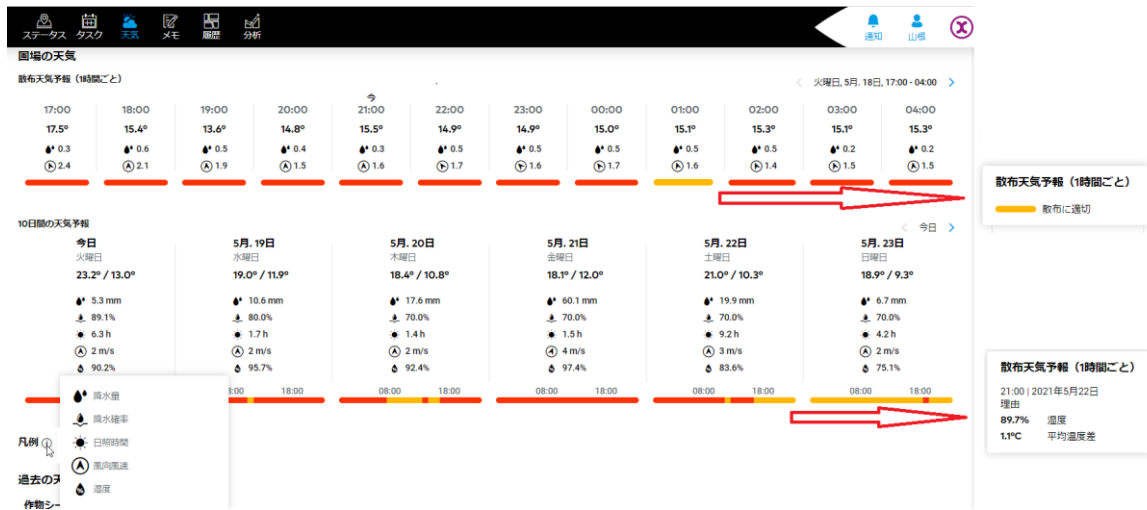 ステータス タスク 天気 メモ 履歴 分析 通知 山根
圃場の天気
散布天気予報（1時間ごと） 火曜日, 5月. 18日, 17:00 - 04:00
今
17:00 18:00 19:00 20:00 21:00 22:00 23:00 00:00 01:00 02:00 03:00 04:00
17.5° 15.4° 13.6° 14.8° 15.5° 14.9° 14.9° 15.0° 15.1° 15.3° 15.1° 15.3°
0.3 0.6 0.5 0.4 0.3 0.5 0.5 0.5 0.5 0.5 0.2 0.2
2.4 2.1 1.9 1.5 1.6 1.7 1.6 1.7 1.6 1.4 1.5 1.5
散布天気予報（1時間ごと）
散布に適切
10日間の天気予報 今日
今日 5月. 19日 5月. 20日 5月. 21日 5月. 22日 5月. 23日
火曜日 水曜日 木曜日 金曜日 土曜日 日曜日
23.2° / 13.0° 19.0° / 11.9° 18.4° / 10.8° 18.1° / 12.0° 21.0° / 10.3° 18.9° / 9.3°
5.3 mm 10.6 mm 17.6 mm 60.1 mm 19.9 mm 6.7 mm
89.1% 80.0% 70.0% 70.0% 70.0% 70.0%
6.3 h 1.7 h 1.4 h 1.5 h 9.2 h 4.2 h
2 m/s 2 m/s 2 m/s 4 m/s 3 m/s 2 m/s
90.2% 95.7% 92.4% 97.4% 83.6% 75.1%
18:00 08:00 18:00 08:00 18:00 08:00 18:00 08:00 18:00
降水量
降水確率
日照時間
風向風速
湿度
凡例
過去の天
作物シー
散布天気予報（1時間ごと）
21:00 | 2021年5月22日
理由
89.7% 湿度
1.1°C 平均温度差